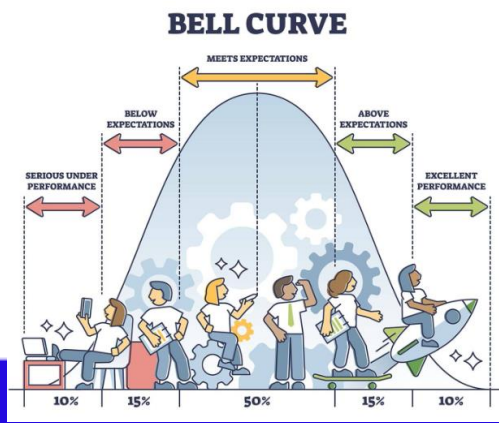 BELL CURVE
MEETS EXPECTATIONS
BELOW
EXPECTATIONS
ABOVE
EXPECTATIONS
SERIOUS UNDER
PERFORMANCE
EXCELLENT
PERFORMANCE
10%
15%
50%
15%
10%